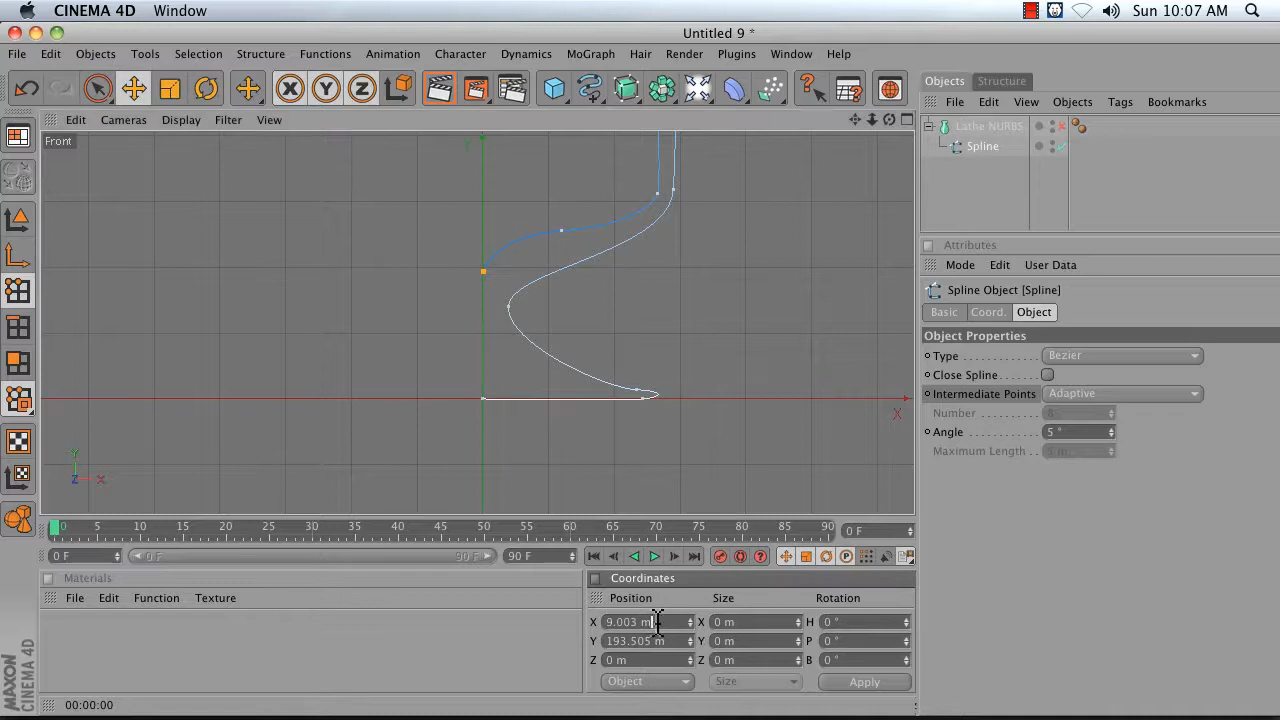 CINEMA 4D Window Sun 10:07 AM
Untitled 9 *
File Edit Objects Tools Selection Structure Functions Animation Character Dynamics MoGraph Hair Render Plugins Window Help
Objects Structure
File Edit View Objects Tags Bookmarks
Edit Cameras Display Filter View
Front
Y
Lathe NURBS
Spline
Attributes
Mode Edit User Data
Spline Object [Spline]
Basic Coord. Object
Object Properties
Type Bezier
Close Spline
Intermediate Points Adaptive
Number 8
Angle 5 °
Maximum Length 5 m
X
Y
Z X
0 5 10 15 20 25 30 35 40 45 50 55 60 65 70 75 80 85 90 0 F
0 F 0 F 90 F 90 F
Materials
File Edit Function Texture
Coordinates
Position Size Rotation
X 9.003 m X 0 m H 0 °
Y 193.505 m Y 0 m P 0 °
Z 0 m Z 0 m B 0 °
Object Size Apply
MAXON
CINEMA 4D
00:00:00